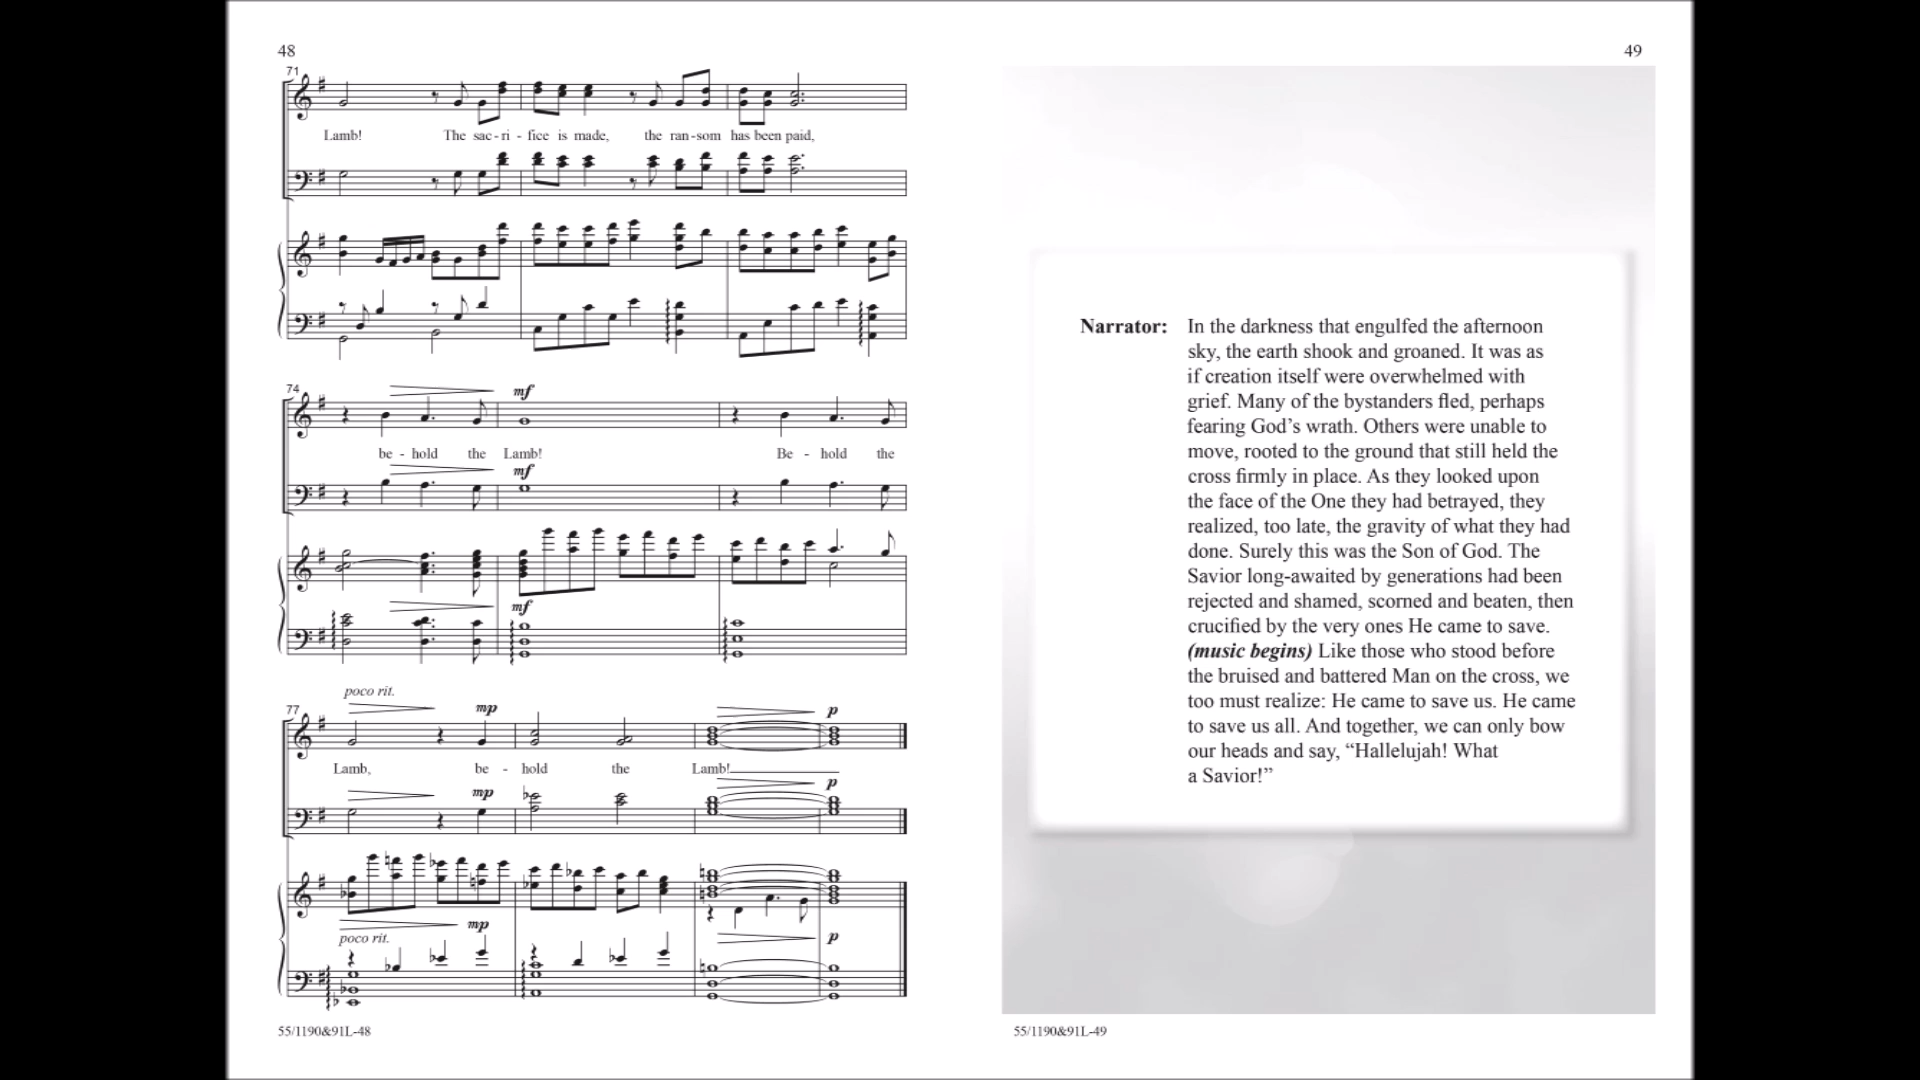 48
71
Lamb! The sac - ri - fice is made, the ran - som has been paid,
74
mf
be - hold the Lamb! Be - hold the
mf
mf
77
poco rit.
mp
p
Lamb, be - hold the Lamb!
mp
p
mp
poco rit.
p
55/1190&91L-48
49
Narrator: In the darkness that engulfed the afternoon
sky, the earth shook and groaned. It was as
if creation itself were overwhelmed with
grief. Many of the bystanders fled, perhaps
fearing God’s wrath. Others were unable to
move, rooted to the ground that still held the
cross firmly in place. As they looked upon
the face of the One they had betrayed, they
realized, too late, the gravity of what they had
done. Surely this was the Son of God. The
Savior long-awaited by generations had been
rejected and shamed, scorned and beaten, then
crucified by the very ones He came to save.
(music begins) Like those who stood before
the bruised and battered Man on the cross, we
too must realize: He came to save us. He came
to save us all. And together, we can only bow
our heads and say, “Hallelujah! What
a Savior!”
55/1190&91L-49